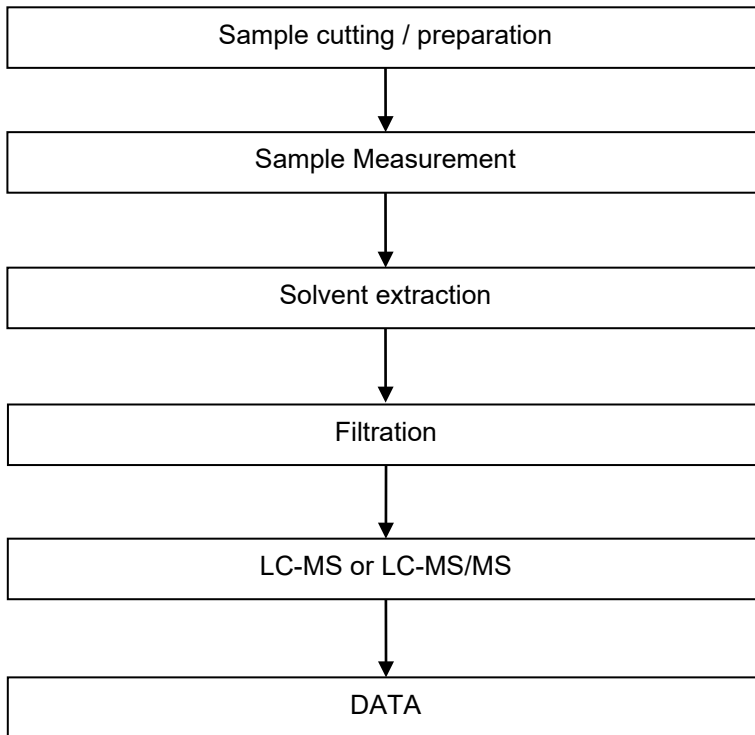 Sample cutting / preparation
Sample Measurement
Solvent extraction
Filtration
LC-MS or LC-MS/MS
DATA